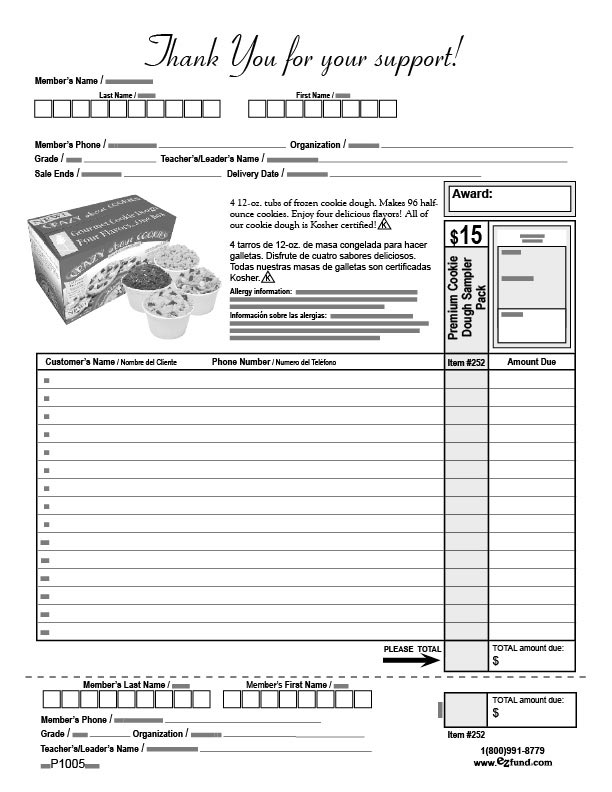 Thank You for your support!
Member's Name /
Last Name /
First Name /
Member's Phone / Organization /
Grade / Teacher's/Leader's Name /
Sale Ends / Delivery Date /
Award:
NEW!
CRAZY about COOKIES
Gourmet Cookie Dough
Four Flavors...One Box
CRAZY about COOKIES
4 12-oz. tubs of frozen cookie dough. Makes 96 half-
ounce cookies. Enjoy four delicious flavors! All of
our cookie dough is Kosher certified! K
4 tarros de 12-oz. de masa congelada para hacer
galletas. Disfrute de cuatro sabores deliciosos.
Todas nuestras masas de galletas son certificadas
Kosher. K
Allergy information:
Información sobre las alergias:
$15
Premium Cookie
Dough Sampler
Pack
Customer's Name / Nombre del Cliente Phone Number / Numero del Teléfono Item #252 Amount Due
PLEASE TOTAL
TOTAL amount due:
$
Member's Last Name / Member's First Name /
Member's Phone /
Grade / Organization /
Teacher's/Leader's Name /
P1005
TOTAL amount due:
$
Item #252
1(800)991-8779
www.ezfund.com